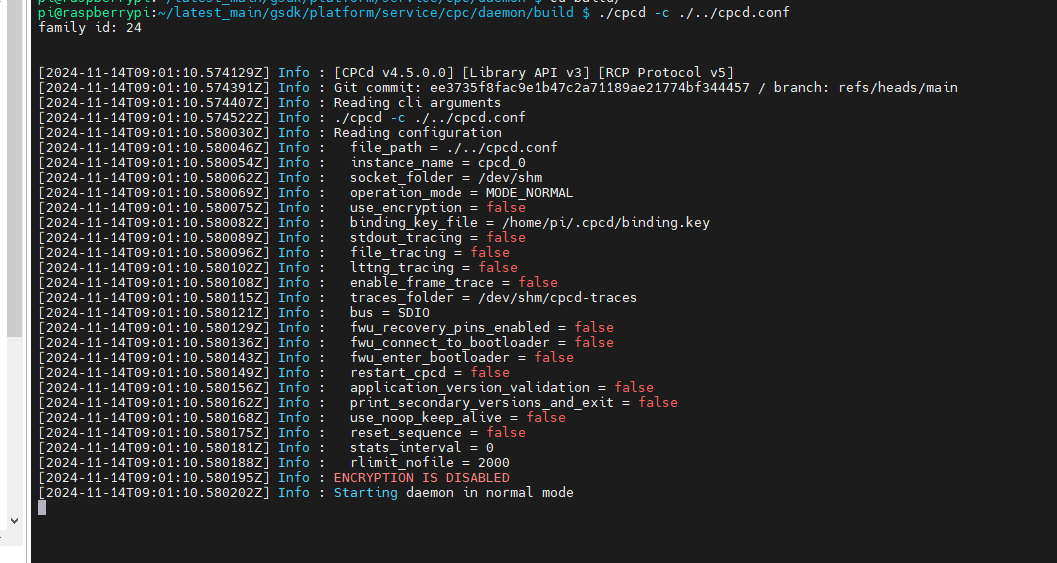 pi@raspberrypi:~/latest_main/gsdk/platform/service/cpc/daemon $ cd build/
pi@raspberrypi:~/latest_main/gsdk/platform/service/cpc/daemon/build $ ./cpcd -c ./../cpcd.conf
family id: 24
[2024-11-14T09:01:10.574129Z] Info : [CPCd v4.5.0.0] [Library API v3] [RCP Protocol v5]
[2024-11-14T09:01:10.574391Z] Info : Git commit: ee3735f8fac9e1b47c2a71189ae21774bf344457 / branch: refs/heads/main
[2024-11-14T09:01:10.574407Z] Info : Reading cli arguments
[2024-11-14T09:01:10.574522Z] Info : ./cpcd -c ./../cpcd.conf
[2024-11-14T09:01:10.580030Z] Info : Reading configuration
[2024-11-14T09:01:10.580046Z] Info :   file_path = ./../cpcd.conf
[2024-11-14T09:01:10.580054Z] Info :   instance_name = cpcd_0
[2024-11-14T09:01:10.580062Z] Info :   socket_folder = /dev/shm
[2024-11-14T09:01:10.580069Z] Info :   operation_mode = MODE_NORMAL
[2024-11-14T09:01:10.580075Z] Info :   use_encryption = false
[2024-11-14T09:01:10.580082Z] Info :   binding_key_file = /home/pi/.cpcd/binding.key
[2024-11-14T09:01:10.580089Z] Info :   stdout_tracing = false
[2024-11-14T09:01:10.580096Z] Info :   file_tracing = false
[2024-11-14T09:01:10.580102Z] Info :   lttng_tracing = false
[2024-11-14T09:01:10.580108Z] Info :   enable_frame_trace = false
[2024-11-14T09:01:10.580115Z] Info :   traces_folder = /dev/shm/cpcd-traces
[2024-11-14T09:01:10.580121Z] Info :   bus = SDIO
[2024-11-14T09:01:10.580129Z] Info :   fwu_recovery_pins_enabled = false
[2024-11-14T09:01:10.580136Z] Info :   fwu_connect_to_bootloader = false
[2024-11-14T09:01:10.580143Z] Info :   fwu_enter_bootloader = false
[2024-11-14T09:01:10.580149Z] Info :   restart_cpcd = false
[2024-11-14T09:01:10.580156Z] Info :   application_version_validation = false
[2024-11-14T09:01:10.580162Z] Info :   print_secondary_versions_and_exit = false
[2024-11-14T09:01:10.580168Z] Info :   use_noop_keep_alive = false
[2024-11-14T09:01:10.580175Z] Info :   reset_sequence = false
[2024-11-14T09:01:10.580181Z] Info :   stats_interval = 0
[2024-11-14T09:01:10.580188Z] Info :   rlimit_nofile = 2000
[2024-11-14T09:01:10.580195Z] Info : ENCRYPTION IS DISABLED
[2024-11-14T09:01:10.580202Z] Info : Starting daemon in normal mode